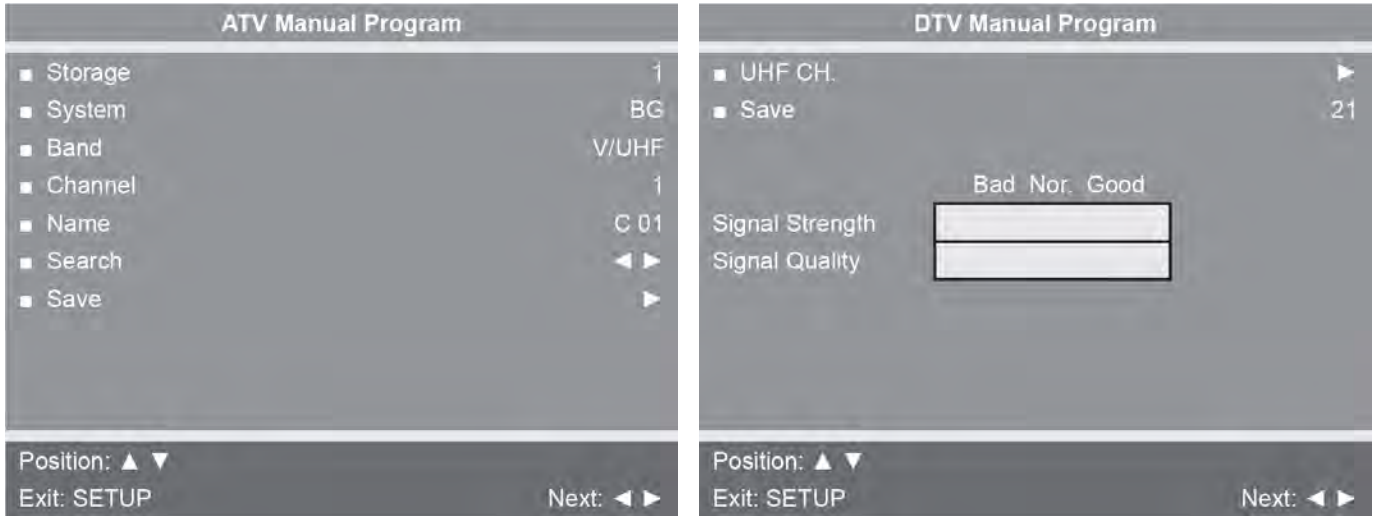 ATV Manual Program
■ Storage 1
■ System BG
■ Band V/UHF
■ Channel 1
■ Name C 01
■ Search ◄ ►
■ Save ►
Position: ▲ ▼
Exit: SETUP Next: ◄ ►
DTV Manual Program
■ UHF CH. ►
■ Save 21
Bad Nor. Good
Signal Strength
Signal Quality
Position: ▲ ▼
Exit: SETUP Next: ◄ ►